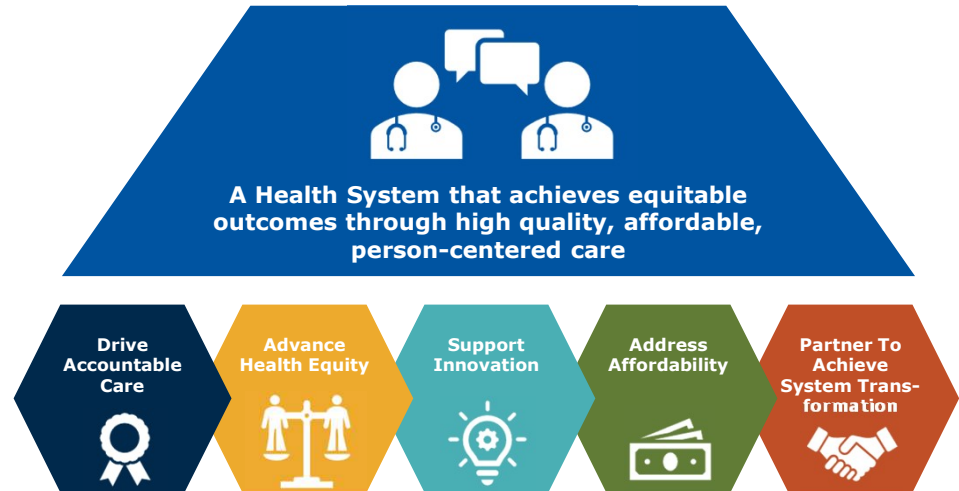 A Health System that achieves equitable
outcomes through high quality, affordable,
person-centered care
Drive
Accountable
Care
Advance
Health Equity
Support
Innovation
Address
Affordability
Partner To
Achieve
System Trans-
formation